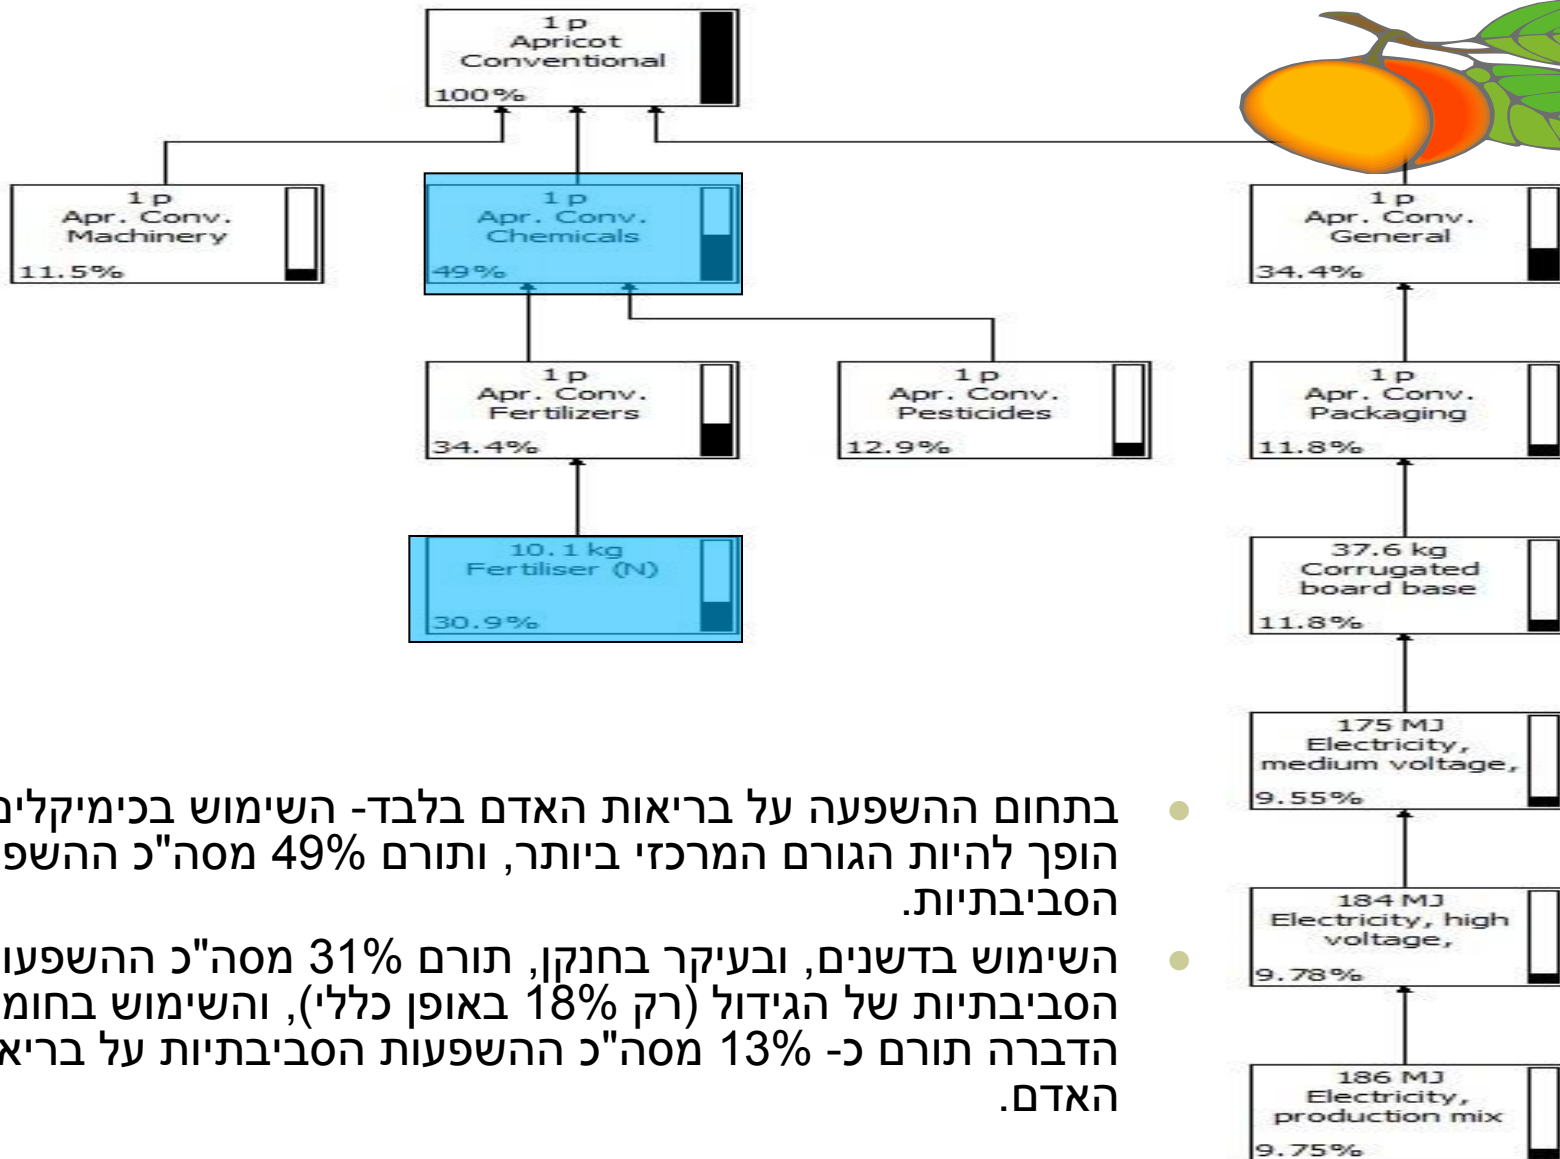 1 p
Apricot
Conventional
100%
1 p
Apr. Conv.
Machinery
11.5%
1 p
Apr. Conv.
Chemicals
49%
1 p
Apr. Conv.
General
34.4%
1 p
Apr. Conv.
Fertilizers
34.4%
1 p
Apr. Conv.
Pesticides
12.9%
1 p
Apr. Conv.
Packaging
11.8%
10.1 kg
Fertiliser (N)
30.9%
37.6 kg
Corrugated
board base
11.8%
175 MJ
Electricity,
medium voltage,
9.55%
184 MJ
Electricity, high
voltage,
9.78%
186 MJ
Electricity,
production mix
9.75%
בתחום ההשפעה על בריאות האדם בלבד- השימוש
הופך להיות הגורם המרכזי ביותר, ותורם 49% מסה"כ
הסביבתיות.
השימוש בדשנים, ובעיקר בחנקן, תורם 31% מסה"כ
הסביבתיות של הגידול (רק 18% באופן כללי), והשימוש
הדברה תורם כ- 13% מסה"כ ההשפעות הסביבתיות על
האדם.